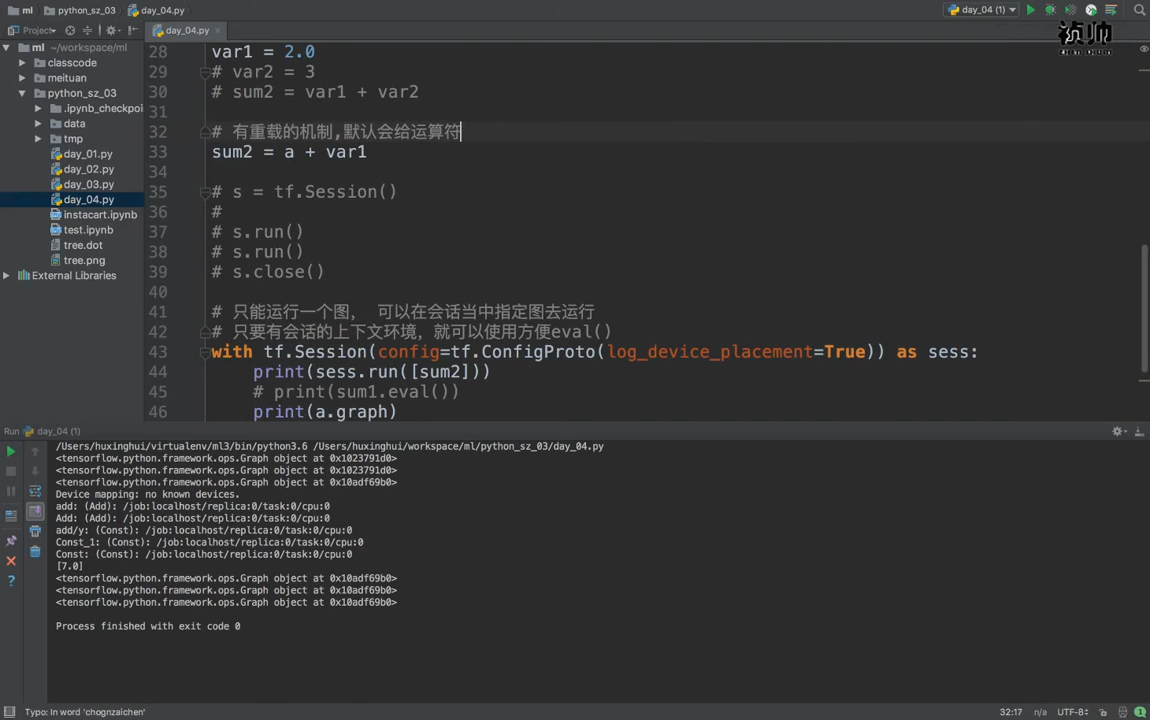 ml
python_sz_03
day_04.py
day_04 (1)
祯帅
ZHEN SHUAI
Project
day_04.py
ml ~/workspace/ml
classcode
meituan
python_sz_03
.ipynb_checkpoi
data
tmp
day_01.py
day_02.py
day_03.py
day_04.py
instacart.ipynb
test.ipynb
tree.dot
tree.png
External Libraries
28 var1 = 2.0
29 # var2 = 3
30 # sum2 = var1 + var2
31
32 # 有重载的机制,默认会给运算符
33 sum2 = a + var1
34
35 # s = tf.Session()
36 #
37 # s.run()
38 # s.run()
39 # s.close()
40
41 # 只能运行一个图， 可以在会话当中指定图去运行
42 # 只要有会话的上下文环境，就可以使用方便eval()
43 with tf.Session(config=tf.ConfigProto(log_device_placement=True)) as sess:
44 print(sess.run([sum2]))
45 # print(sum1.eval())
46 print(a.graph)
Run day_04 (1)
/Users/huxinghui/virtualenv/ml3/bin/python3.6 /Users/huxinghui/workspace/ml/python_sz_03/day_04.py
<tensorflow.python.framework.ops.Graph object at 0x1023791d0>
<tensorflow.python.framework.ops.Graph object at 0x1023791d0>
<tensorflow.python.framework.ops.Graph object at 0x10adf69b0>
Device mapping: no known devices.
add: (Add): /job:localhost/replica:0/task:0/cpu:0
Add: (Add): /job:localhost/replica:0/task:0/cpu:0
add/y: (Const): /job:localhost/replica:0/task:0/cpu:0
Const_1: (Const): /job:localhost/replica:0/task:0/cpu:0
Const: (Const): /job:localhost/replica:0/task:0/cpu:0
[7.0]
<tensorflow.python.framework.ops.Graph object at 0x10adf69b0>
<tensorflow.python.framework.ops.Graph object at 0x10adf69b0>
<tensorflow.python.framework.ops.Graph object at 0x10adf69b0>
Process finished with exit code 0
Typo: In word 'chognzaichen'
32:17 n/a UTF-8 1